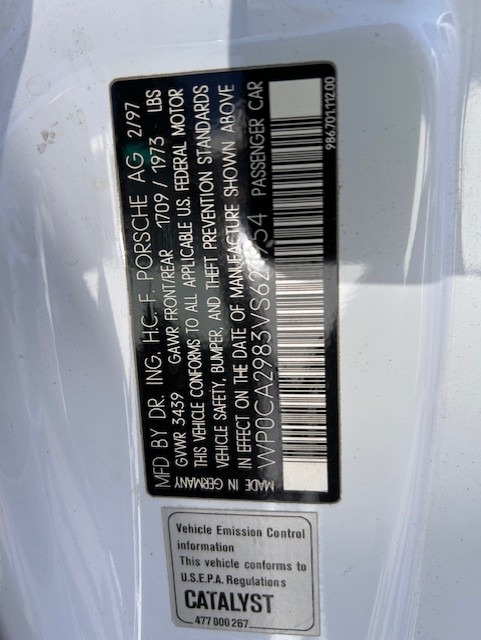 MFD BY DR. ING. H.C. F. PORSCHE AG 2/97
GVWR 3439 GAWR FRONT/REAR 1709 / 1973 LBS
THIS VEHICLE CONFORMS TO ALL APPLICABLE U.S. FEDERAL MOTOR
VEHICLE SAFETY, BUMPER, AND THEFT PREVENTION STANDARDS
IN EFFECT ON THE DATE OF MANUFACTURE SHOWN ABOVE
PASSENGER CAR
MADE IN GERMANY
986.701.112.00
Vehicle Emission Control
information
This vehicle conforms to
U.S.E.P.A. Regulations
CATALYST
477 000 267